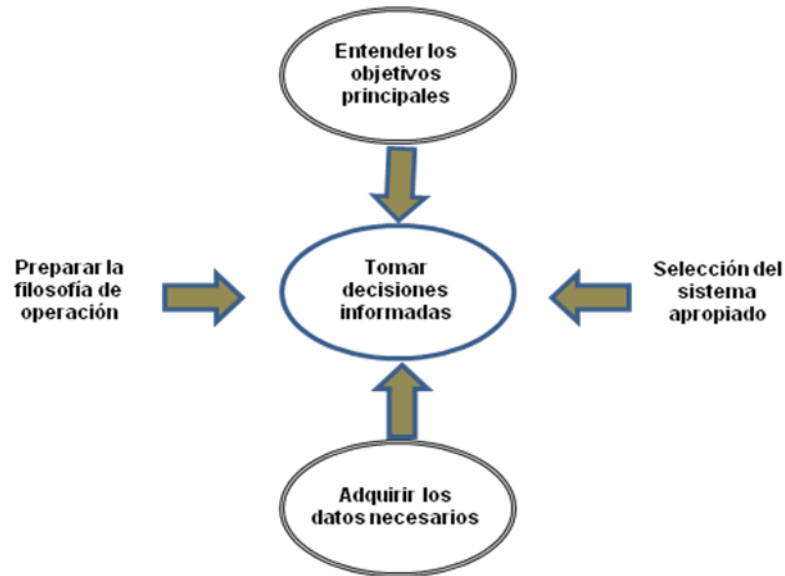 Entender los
objetivos
principales
Preparar la
filosofía de
operación
Tomar
decisiones
informadas
Selección del
sistema
apropiado
Adquirir los
datos necesarios